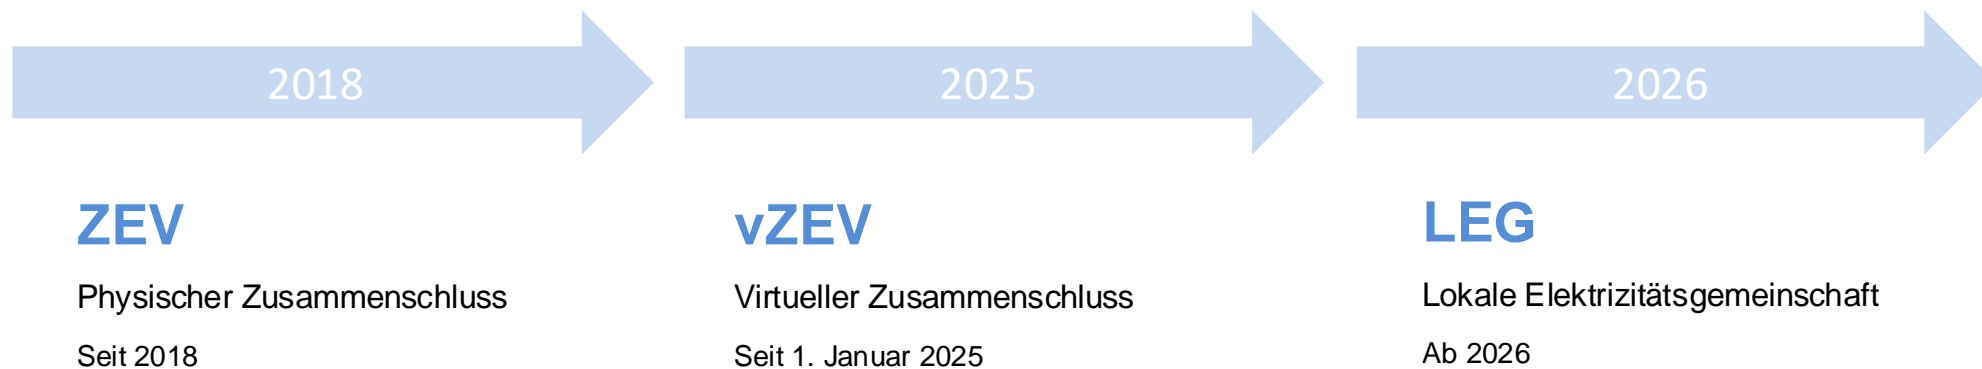 2018
2025
2026
ZEV
Physischer Zusammenschluss
Seit 2018
vZEV
Virtueller Zusammenschluss
Seit 1. Januar 2025
LEG
Lokale Elektrizitätsgemeinschaft
Ab 2026